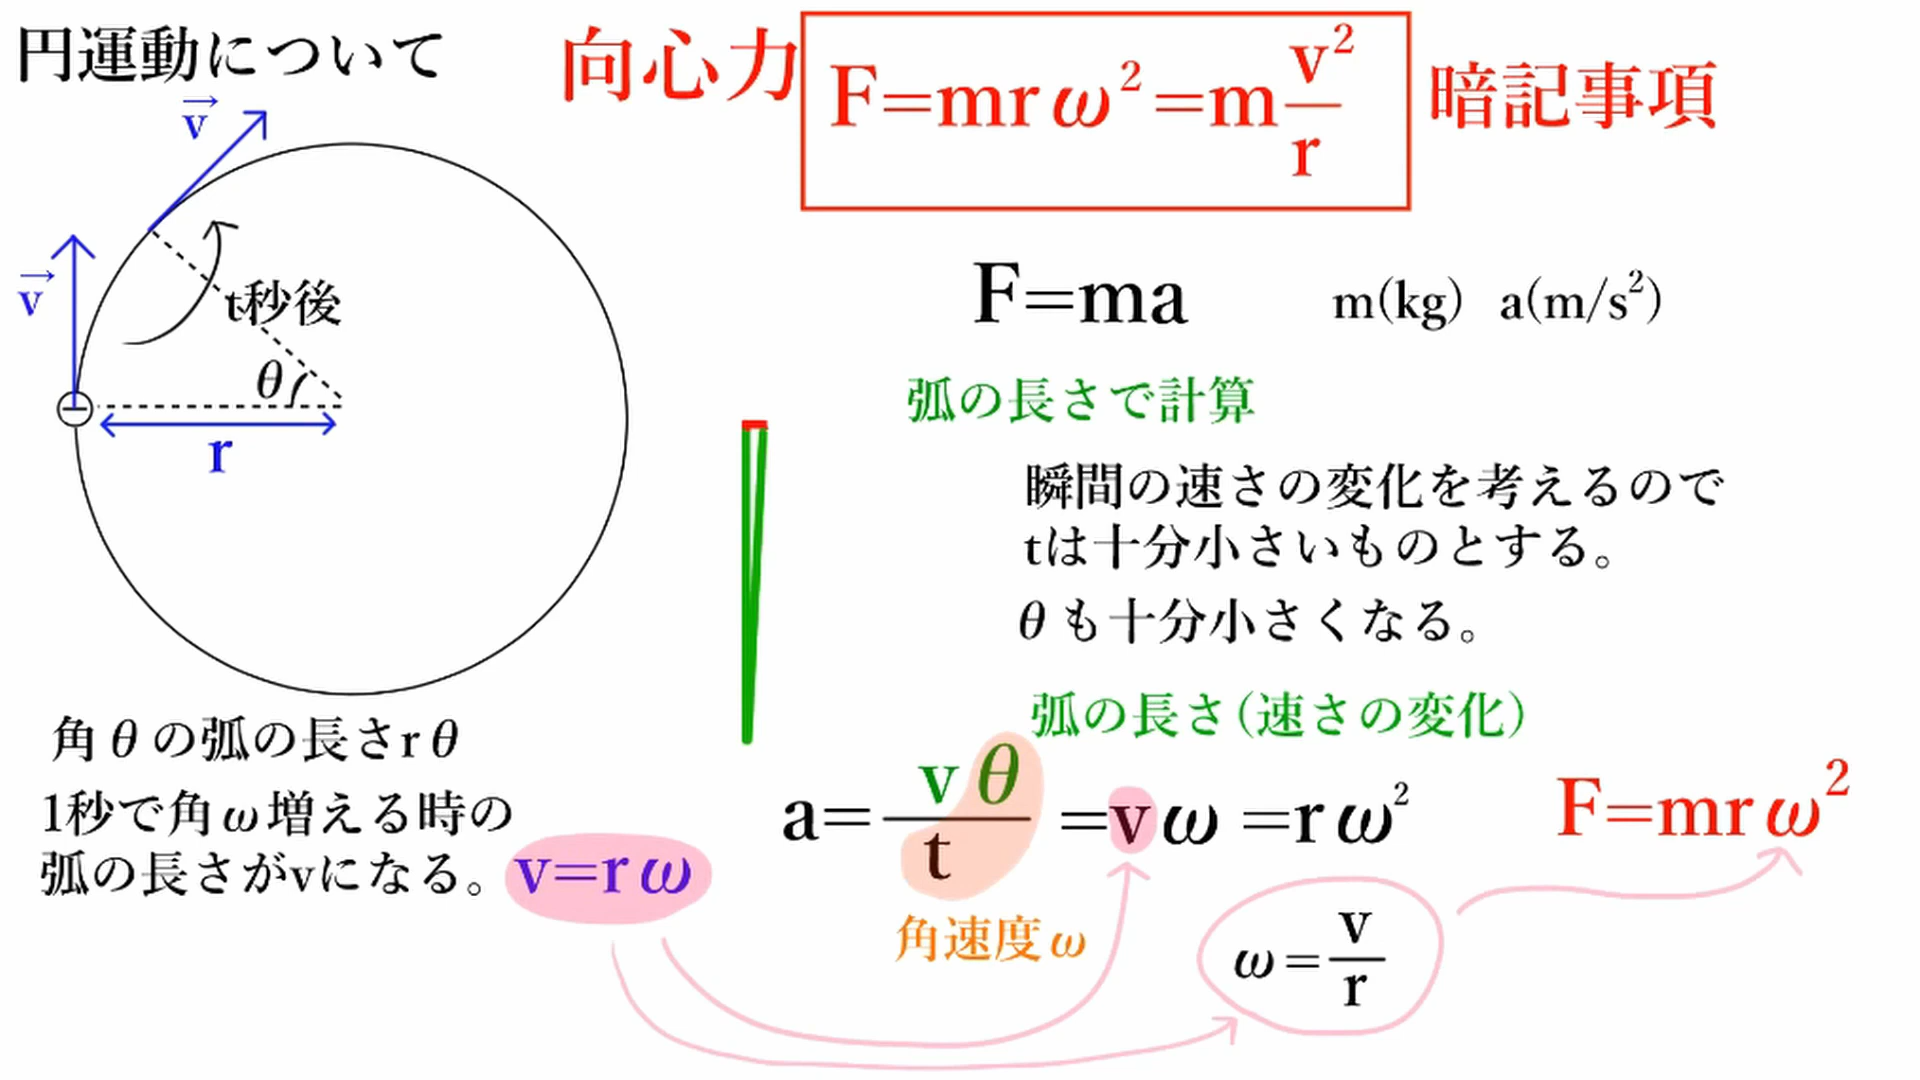 円運動について
向心力
F=mrω²=m v²/r
暗記事項
v
v
t秒後
θ
r
F=ma
m(kg) a(m/s²)
弧の長さで計算
瞬間の速さの変化を考えるので
tは十分小さいものとする。
θも十分小さくなる。
弧の長さ(速さの変化)
角θの弧の長さrθ
1秒で角ω増える時の
弧の長さがvになる。
v=rω
a= vθ/t =vω =rω²
F=mrω²
角速度ω
ω= v/r